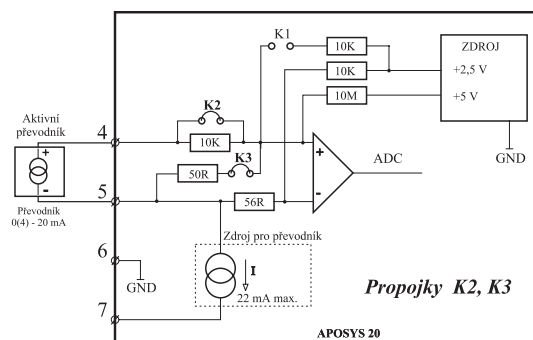 K1
10K
ZDROJ
10K
+2,5 V
K2
10M
+5 V
Aktivní
převodník
4
10K
+
ADC
GND
+
50R
K3
-
5
56R
-
Převodník
0(4) - 20 mA
Zdroj pro převodník
6
I
GND
22 mA max.
Propojky K2, K3
7
APOSYS 20